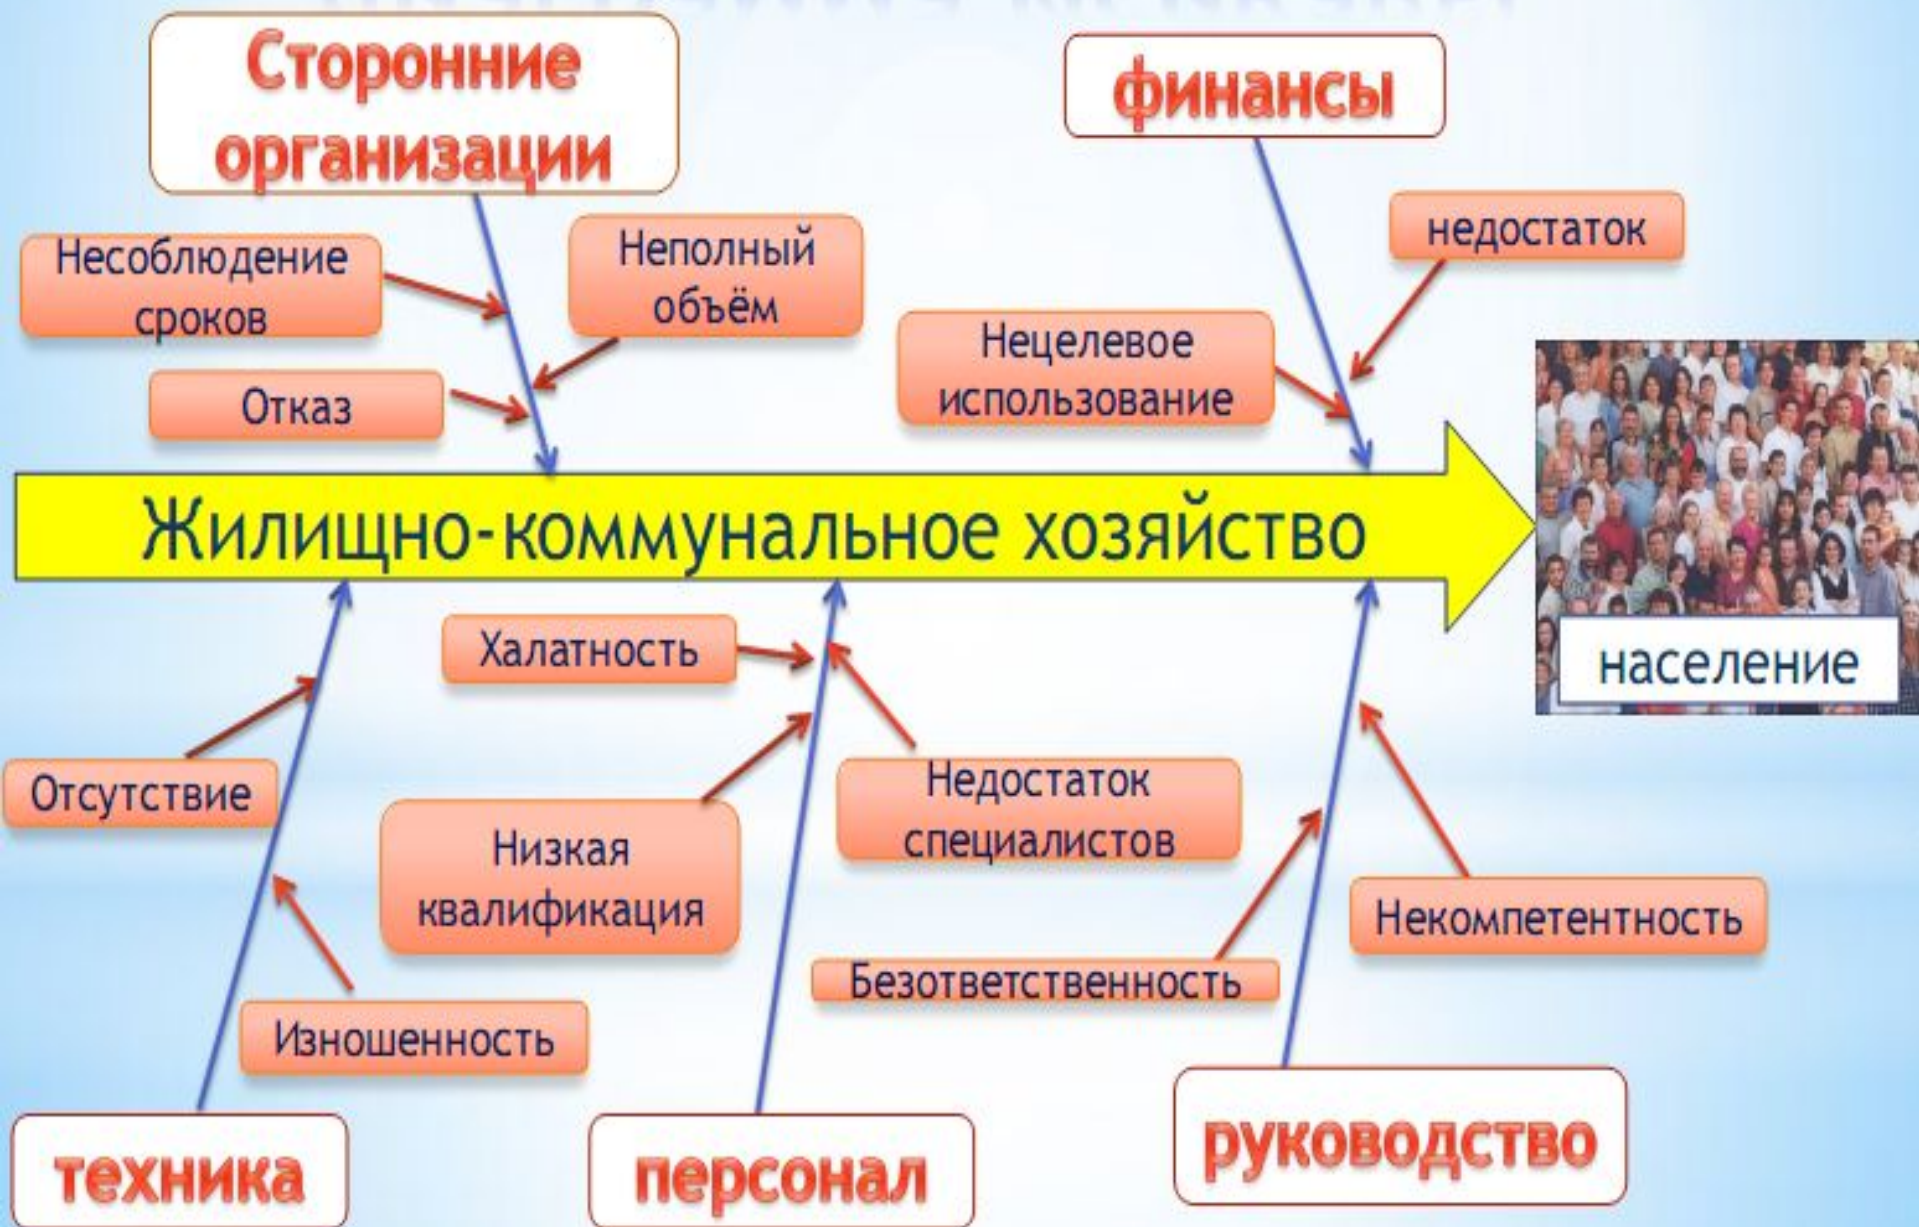 Сторонние
организации
финансы
Несоблюдение
сроков
Неполный
объём
недостаток
Отказ
Нецелевое
использование
Жилищно-коммунальное хозяйство
население
Халатность
Отсутствие
Низкая
квалификация
Недостаток
специалистов
Некомпетентность
Безответственность
Изношенность
техника
персонал
руководство